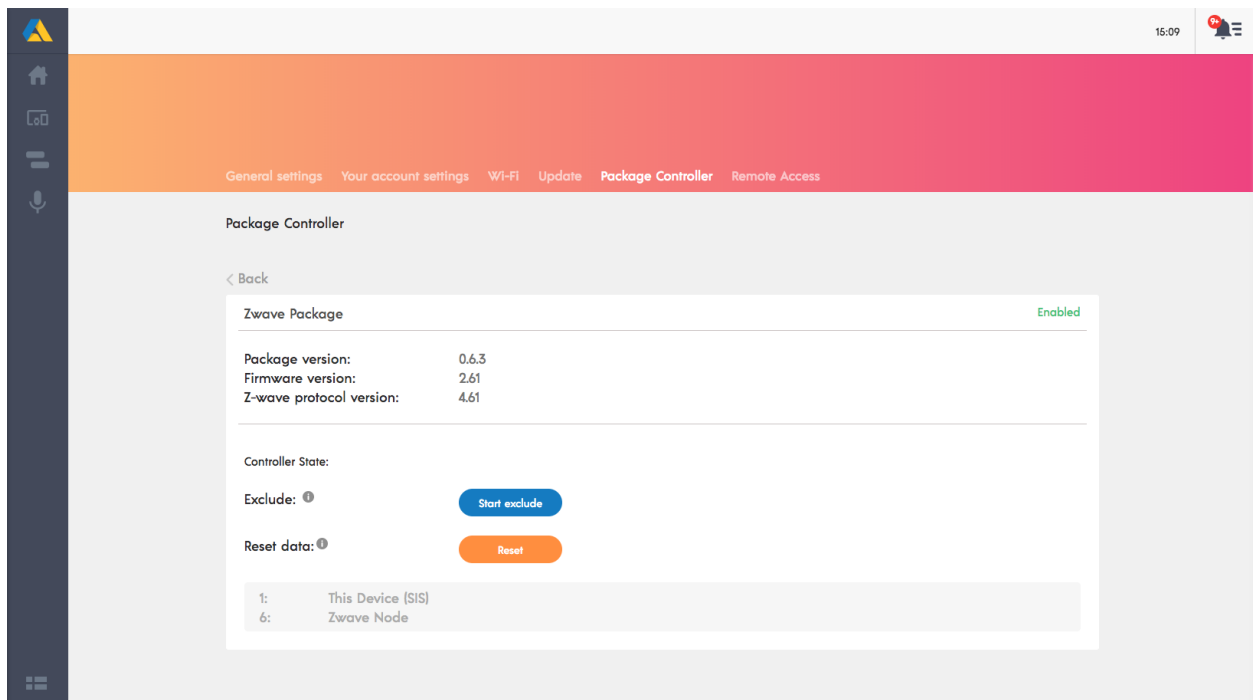 15:09
9+
General settings Your account settings Wi-Fi Update Package Controller Remote Access
Package Controller
Back
Zwave Package Enabled
Package version: 0.6.3
Firmware version: 2.61
Z-wave protocol version: 4.61
Controller State:
Exclude: Start exclude
Reset data: Reset
1: This Device (SIS)
6: Zwave Node